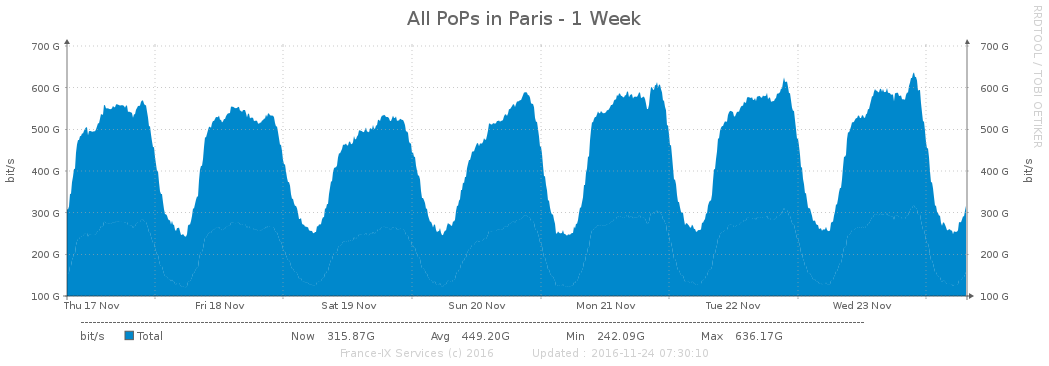 All PoPs in Paris - 1 Week
RRDTOOL / TOBI OETIKER
700 G 700 G
600 G 600 G
500 G 500 G
400 G 400 G
300 G 300 G
200 G 200 G
100 G 100 G
bit/s bit/s
Thu 17 Nov Fri 18 Nov Sat 19 Nov Sun 20 Nov Mon 21 Nov Tue 22 Nov Wed 23 Nov
bit/s Total Now 315.87G Avg 449.20G Min 242.09G Max 636.17G
France-IX Services (c) 2016 Updated : 2016-11-24 07:30:10